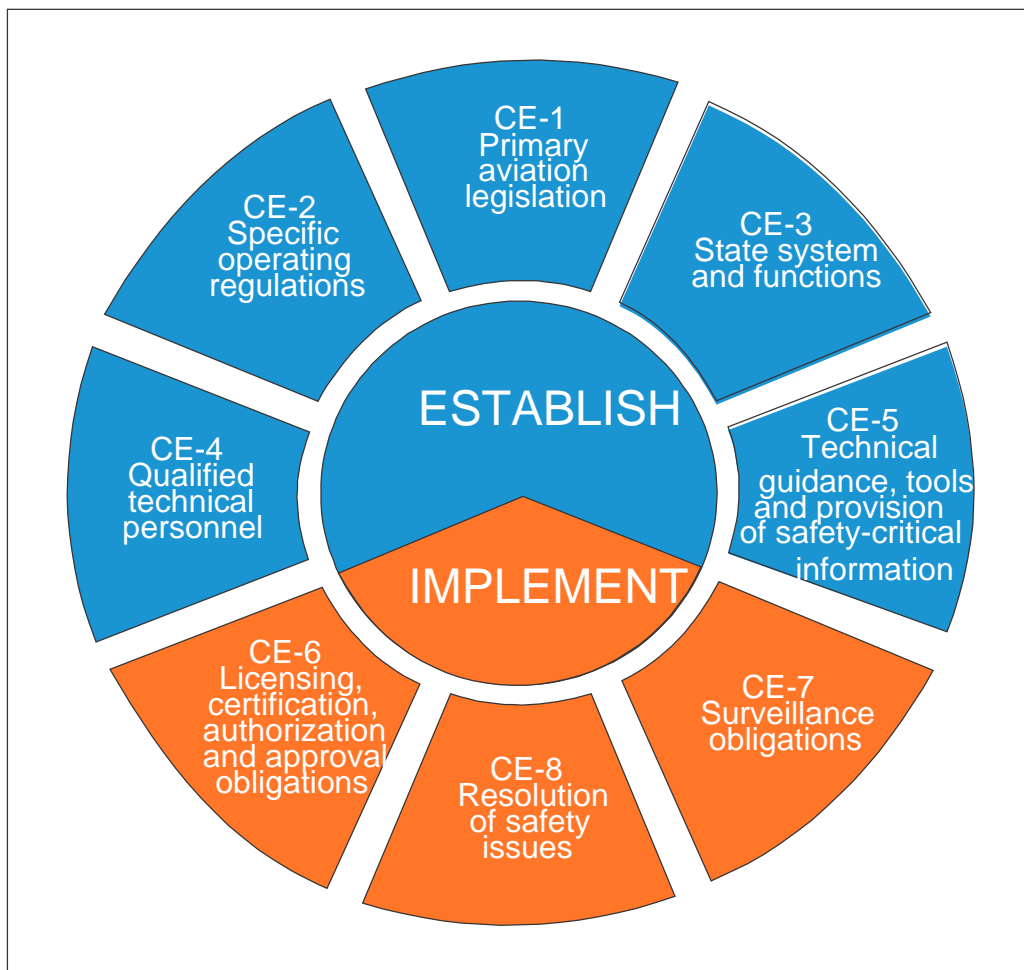 CE-1
Primary
aviation
legislation
CE-2
Specific
operating
regulations
CE-3
State system
and functions
ESTABLISH
CE-4
Qualified
technical
personnel
CE-5
Technical
guidance, tools
and provision
of safety-critical
information
IMPLEMENT
CE-6
Licensing,
certification,
authorization
and approval
obligations
CE-7
Surveillance
obligations
CE-8
Resolution
of safety
issues